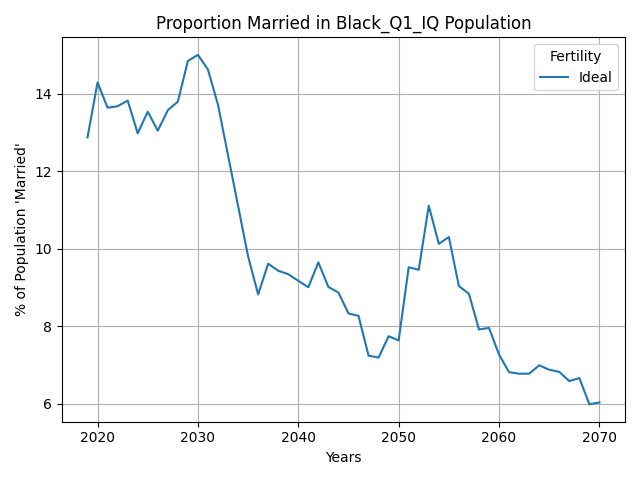 Proportion Married in Black_Q1_IQ Population
Fertility
Ideal
% of Population 'Married'
14
12
10
8
6
2020 2030 2040 2050 2060 2070
Years